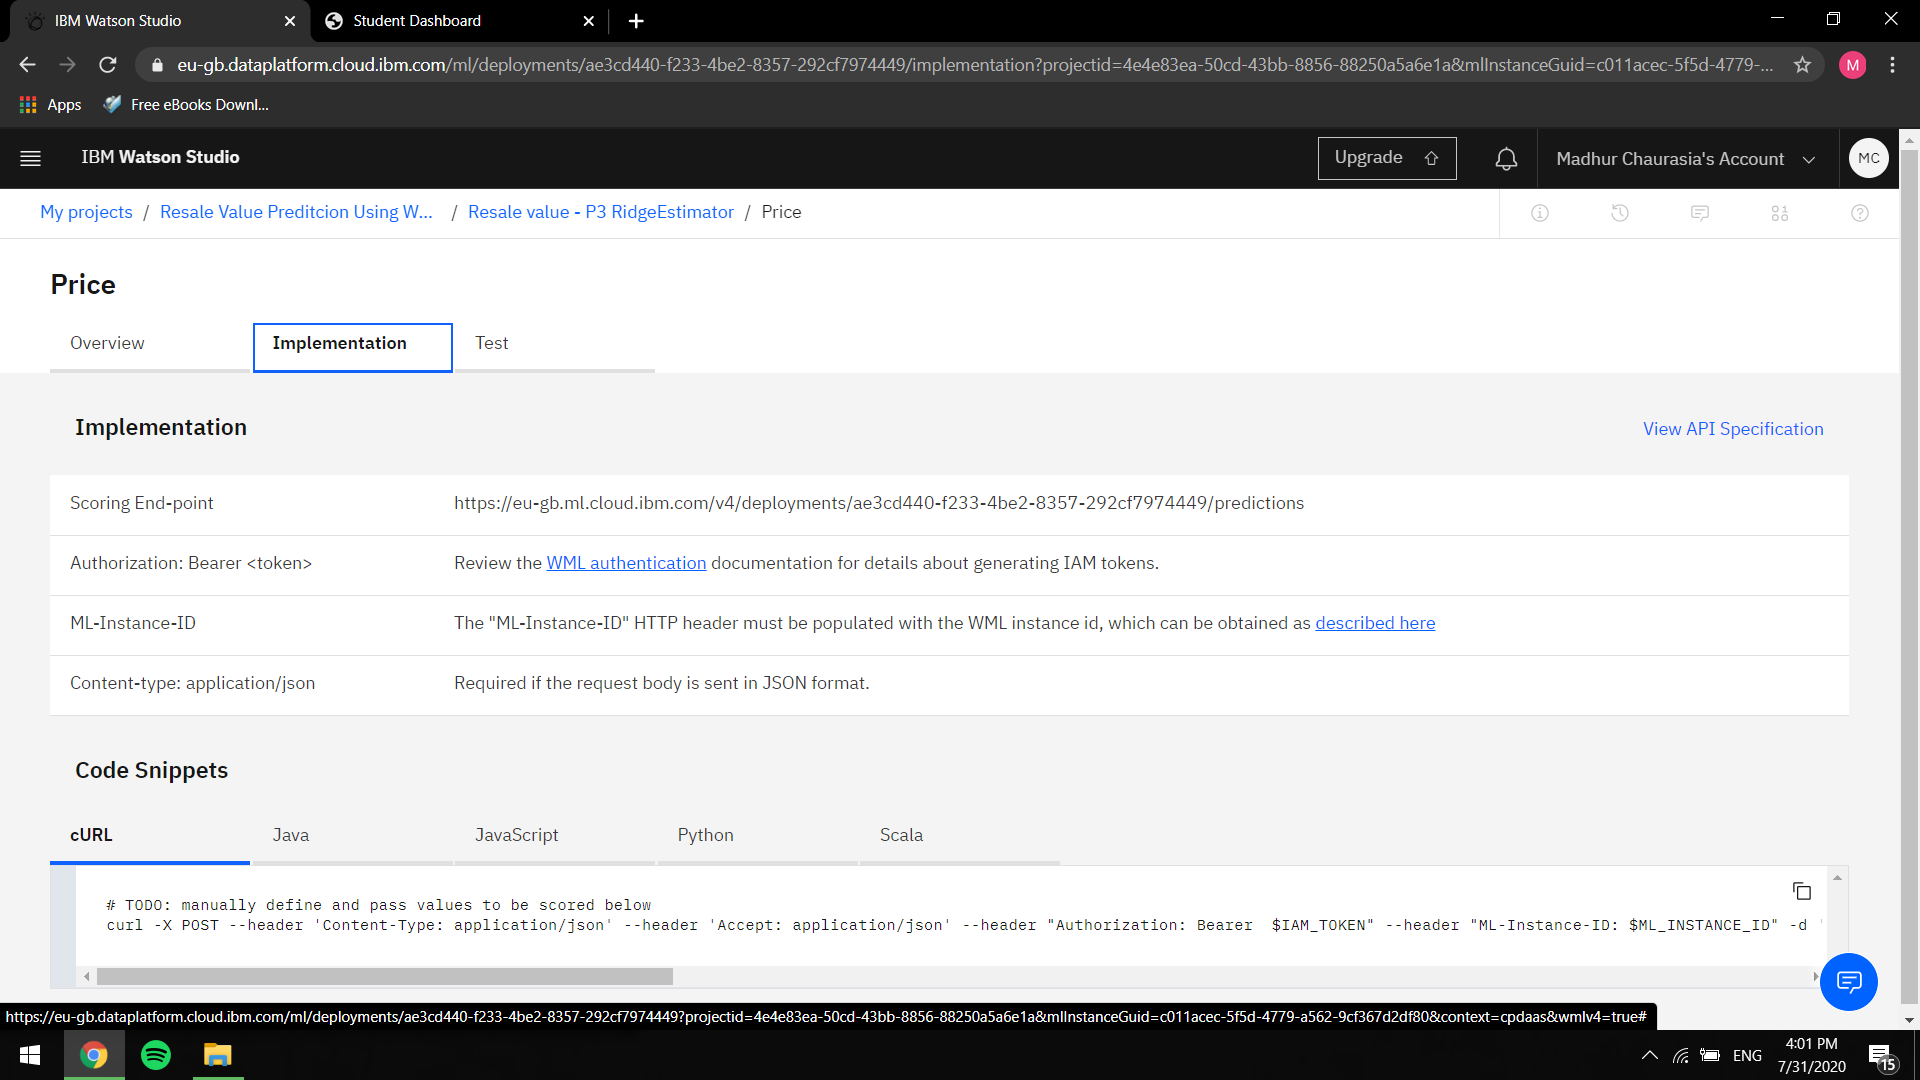 IBM Watson Studio
Student Dashboard
eu-gb.dataplatform.cloud.ibm.com/ml/deployments/ae3cd440-f233-4be2-8357-292cf7974449/implementation?projectid=4e4e83ea-50cd-43bb-8856-88250a5a6e1a&mlInstanceGuid=c011acec-5f5d-4779-...
M
Apps
Free eBooks Downl...
IBM Watson Studio
Upgrade
Madhur Chaurasia's Account
MC
My projects / Resale Value Preditcion Using W... / Resale value - P3 RidgeEstimator / Price
Price
Overview
Implementation
Test
Implementation
View API Specification
Scoring End-point
https://eu-gb.ml.cloud.ibm.com/v4/deployments/ae3cd440-f233-4be2-8357-292cf7974449/predictions
Authorization: Bearer <token>
Review the WML authentication documentation for details about generating IAM tokens.
ML-Instance-ID
The "ML-Instance-ID" HTTP header must be populated with the WML instance id, which can be obtained as described here
Content-type: application/json
Required if the request body is sent in JSON format.
Code Snippets
cURL
Java
JavaScript
Python
Scala
# TODO: manually define and pass values to be scored below
curl -X POST --header 'Content-Type: application/json' --header 'Accept: application/json' --header "Authorization: Bearer  $IAM_TOKEN" --header "ML-Instance-ID: $ML_INSTANCE_ID" -d '
https://eu-gb.dataplatform.cloud.ibm.com/ml/deployments/ae3cd440-f233-4be2-8357-292cf7974449?projectid=4e4e83ea-50cd-43bb-8856-88250a5a6e1a&mlInstanceGuid=c011acec-5f5d-4779-a562-9cf367d2df80&context=cpdaas&wmlv4=true#
ENG
4:01 PM
7/31/2020
15